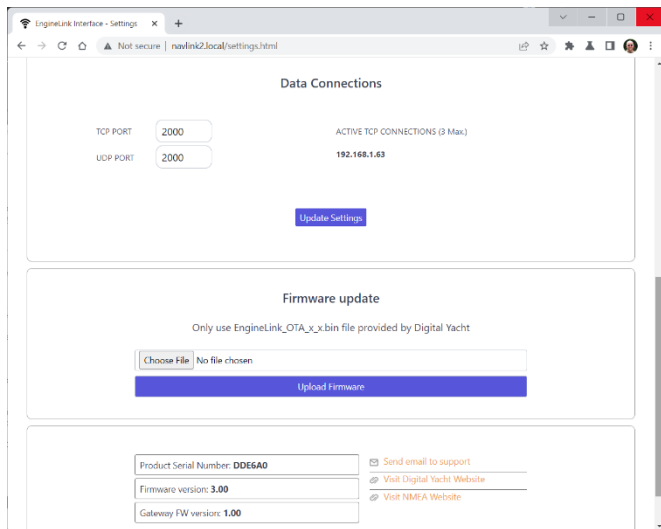 EngineLink Interface - Settings
Not secure | navlink2.local/settings.html
Data Connections
TCP PORT 2000 ACTIVE TCP CONNECTIONS (3 Max.)
UDP PORT 2000 192.168.1.63
Update Settings
Firmware update
Only use EngineLink_OTA_x_x.bin file provided by Digital Yacht
Choose File No file chosen
Upload Firmware
Product Serial Number: DDE6A0 Send email to support
Firmware version: 3.00 Visit Digital Yacht Website
Gateway FW version: 1.00 Visit NMEA Website